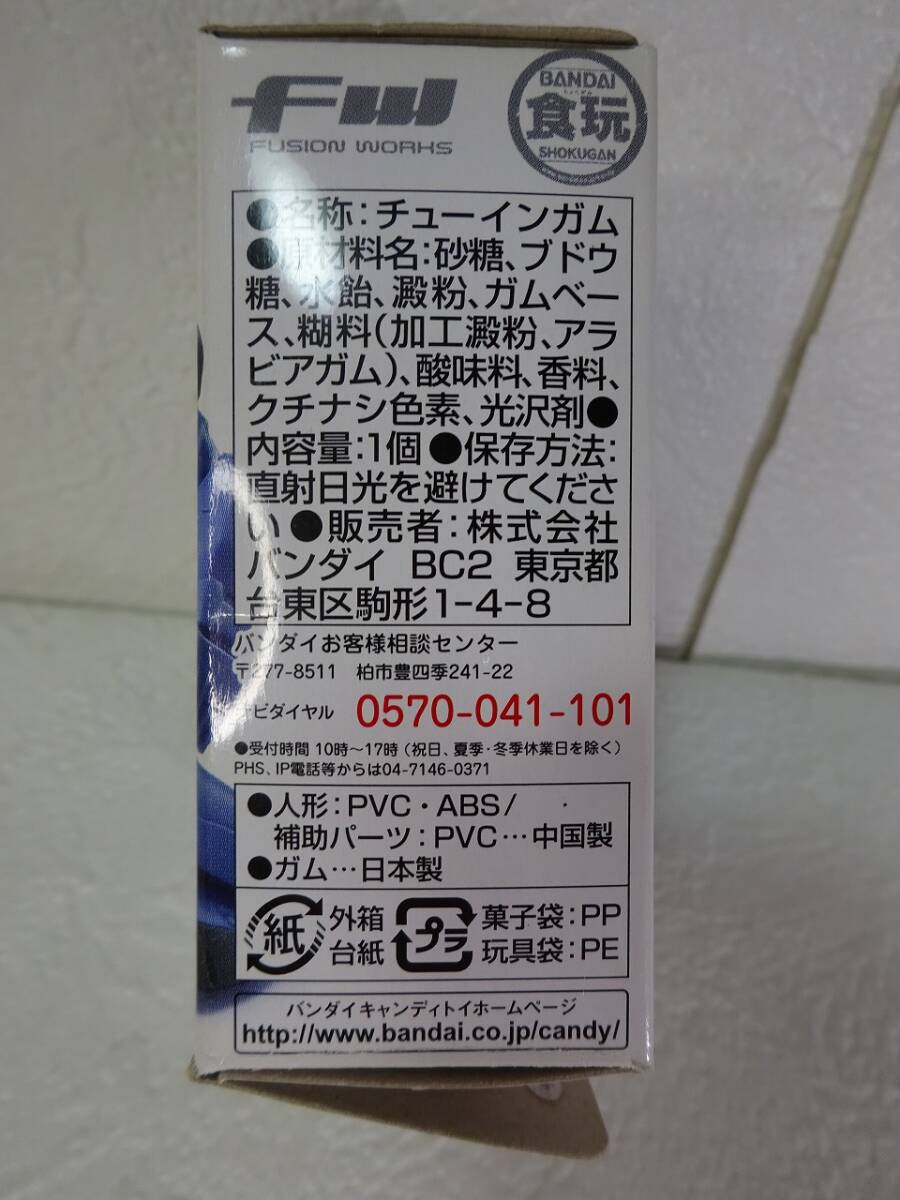 FW
FUSION WORKS
BANDAI
食玩
SHOKUGAN
●名称：チューインガム
●原材料名：砂糖、ブドウ
糖、水飴、澱粉、ガムベー
ス、糊料（加工澱粉、アラ
ビアガム）、酸味料、香料、
クチナシ色素、光沢剤●
内容量：1個 ●保存方法：
直射日光を避けてくださ
い ●販売者：株式会社
バンダイ BC2 東京都
台東区駒形1-4-8
バンダイお客様相談センター
〒277-8511 柏市豊四季241-22
ナビダイヤル 0570-041-101
●受付時間 10時～17時（祝日、夏季・冬季休業日を除く）
PHS、IP電話等からは04-7146-0371
●人形：PVC・ABS/
補助パーツ：PVC…中国製
●ガム…日本製
紙 外箱 台紙
プラ 菓子袋：PP
玩具袋：PE
バンダイキャンディトイホームページ
http://www.bandai.co.jp/candy/